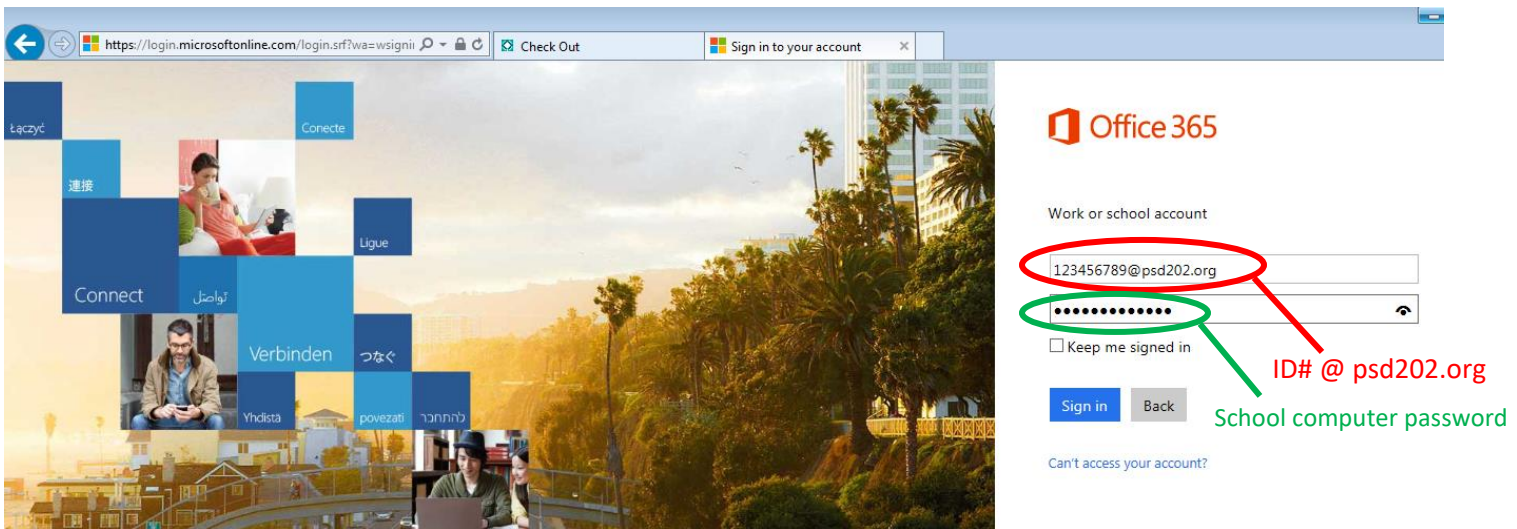 https://login.microsoftonline.com/login.srf?wa=wsignii
Check Out
Sign in to your account
Łączyć
Conecte
連接
Ligue
Connect
تواصَل
Verbinden
つなぐ
Yhdistä
povezati
להתחבר
Office 365
Work or school account
123456789@psd202.org
Keep me signed in
ID# @ psd202.org
Sign in
Back
School computer password
Can't access your account?